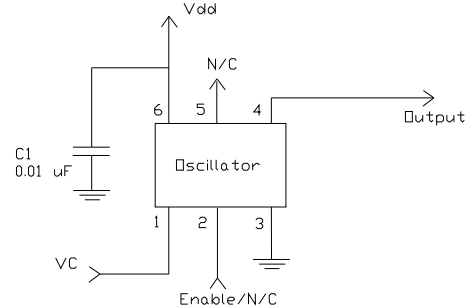 Vdd
N/C
6
5
4
Output
C1
0.01 uF
Oscillator
1
2
3
VC
Enable/N/C